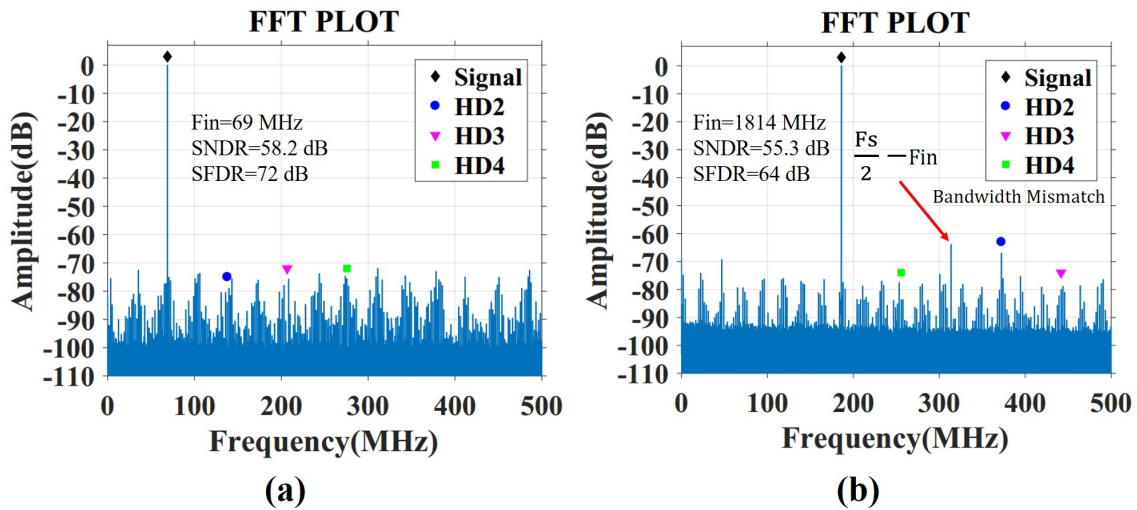 FFT PLOT
0
-10
-20
-30
-40
-50
-60
-70
-80
-90
-100
-110
Amplitude(dB)
Signal
HD2
HD3
HD4
Fin=69 MHz
SNDR=58.2 dB
SFDR=72 dB
0 100 200 300 400 500
Frequency(MHz)
(a)
FFT PLOT
0
-10
-20
-30
-40
-50
-60
-70
-80
-90
-100
-110
Amplitude(dB)
Signal
HD2
HD3
HD4
Fin=1814 MHz
SNDR=55.3 dB
SFDR=64 dB
Fs
2
—Fin
Bandwidth Mismatch
0 100 200 300 400 500
Frequency(MHz)
(b)